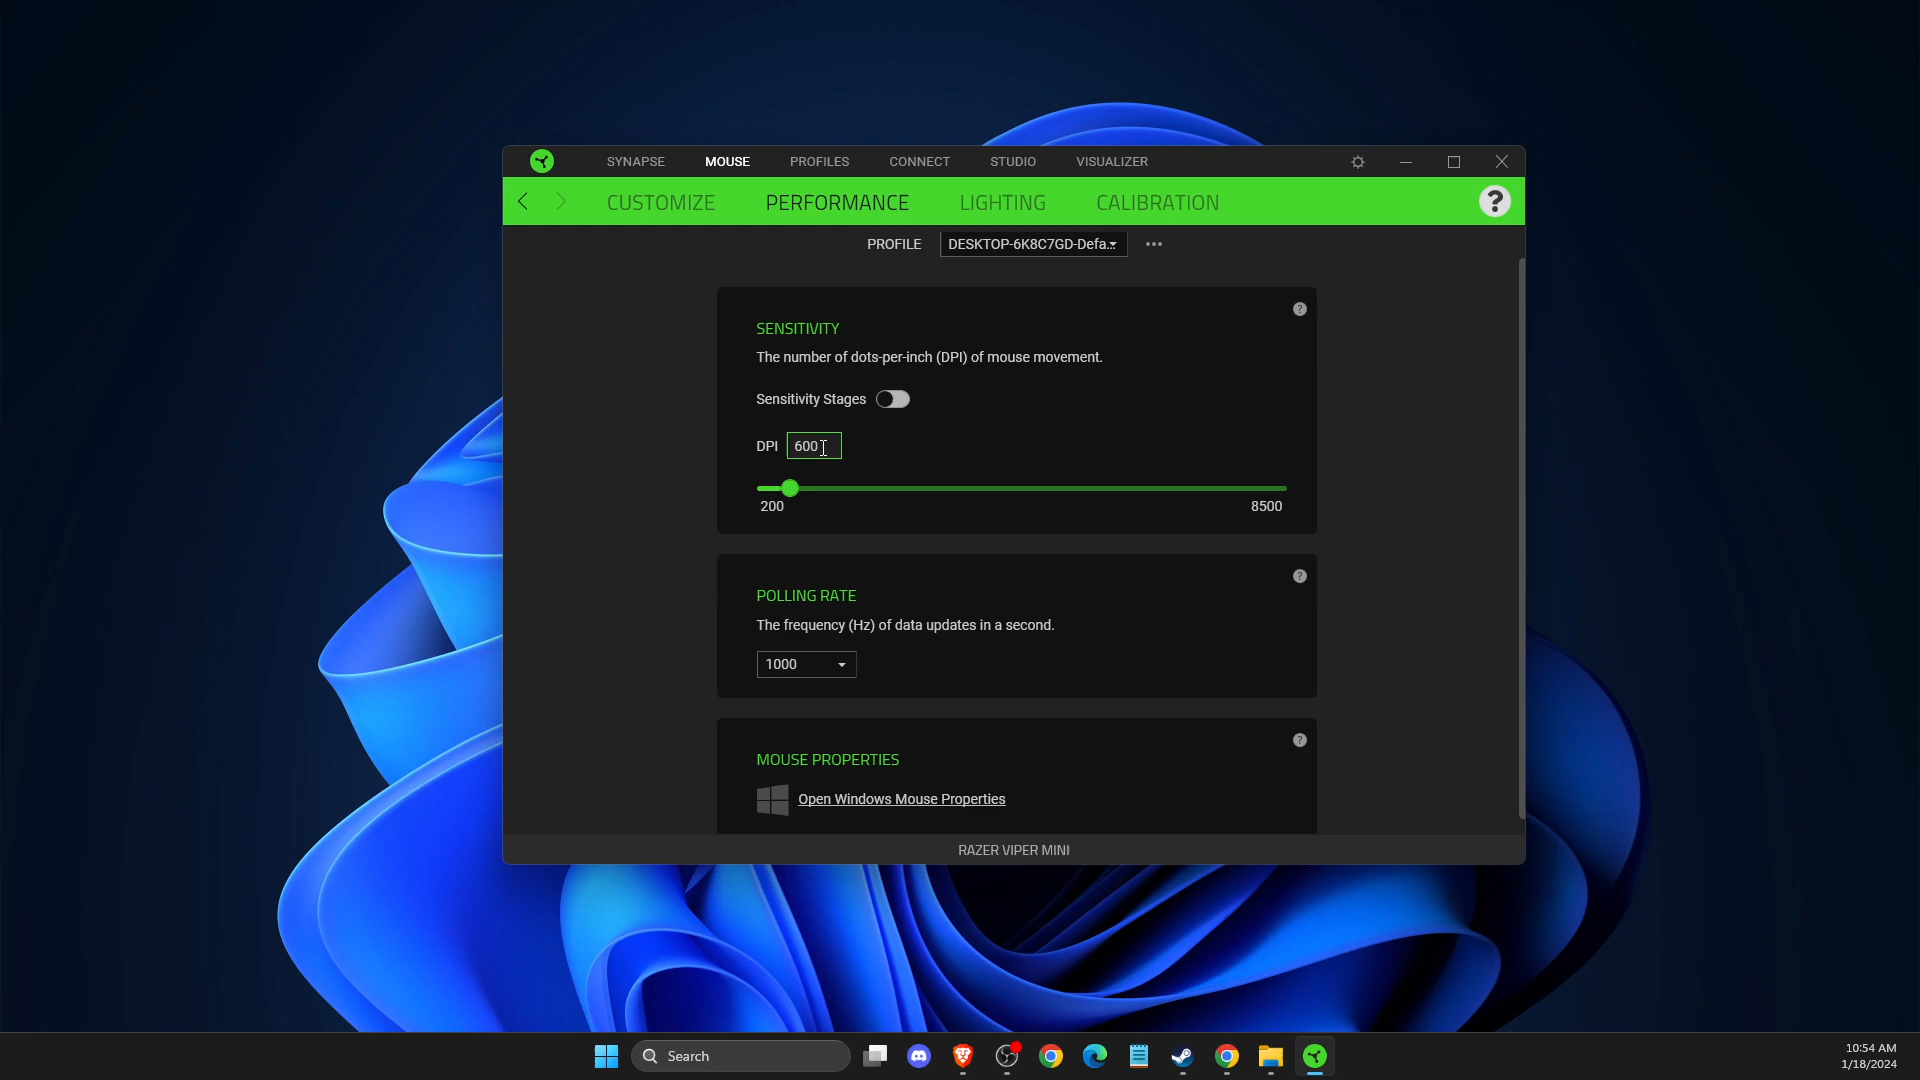 SYNAPSE MOUSE PROFILES CONNECT STUDIO VISUALIZER
CUSTOMIZE PERFORMANCE LIGHTING CALIBRATION ?
PROFILE DESKTOP-6K8C7GD-Defa...
?
SENSITIVITY
The number of dots-per-inch (DPI) of mouse movement.
Sensitivity Stages
DPI 600
200 8500
?
POLLING RATE
The frequency (Hz) of data updates in a second.
1000
?
MOUSE PROPERTIES
Open Windows Mouse Properties
RAZER VIPER MINI
Search
10:54 AM
1/18/2024